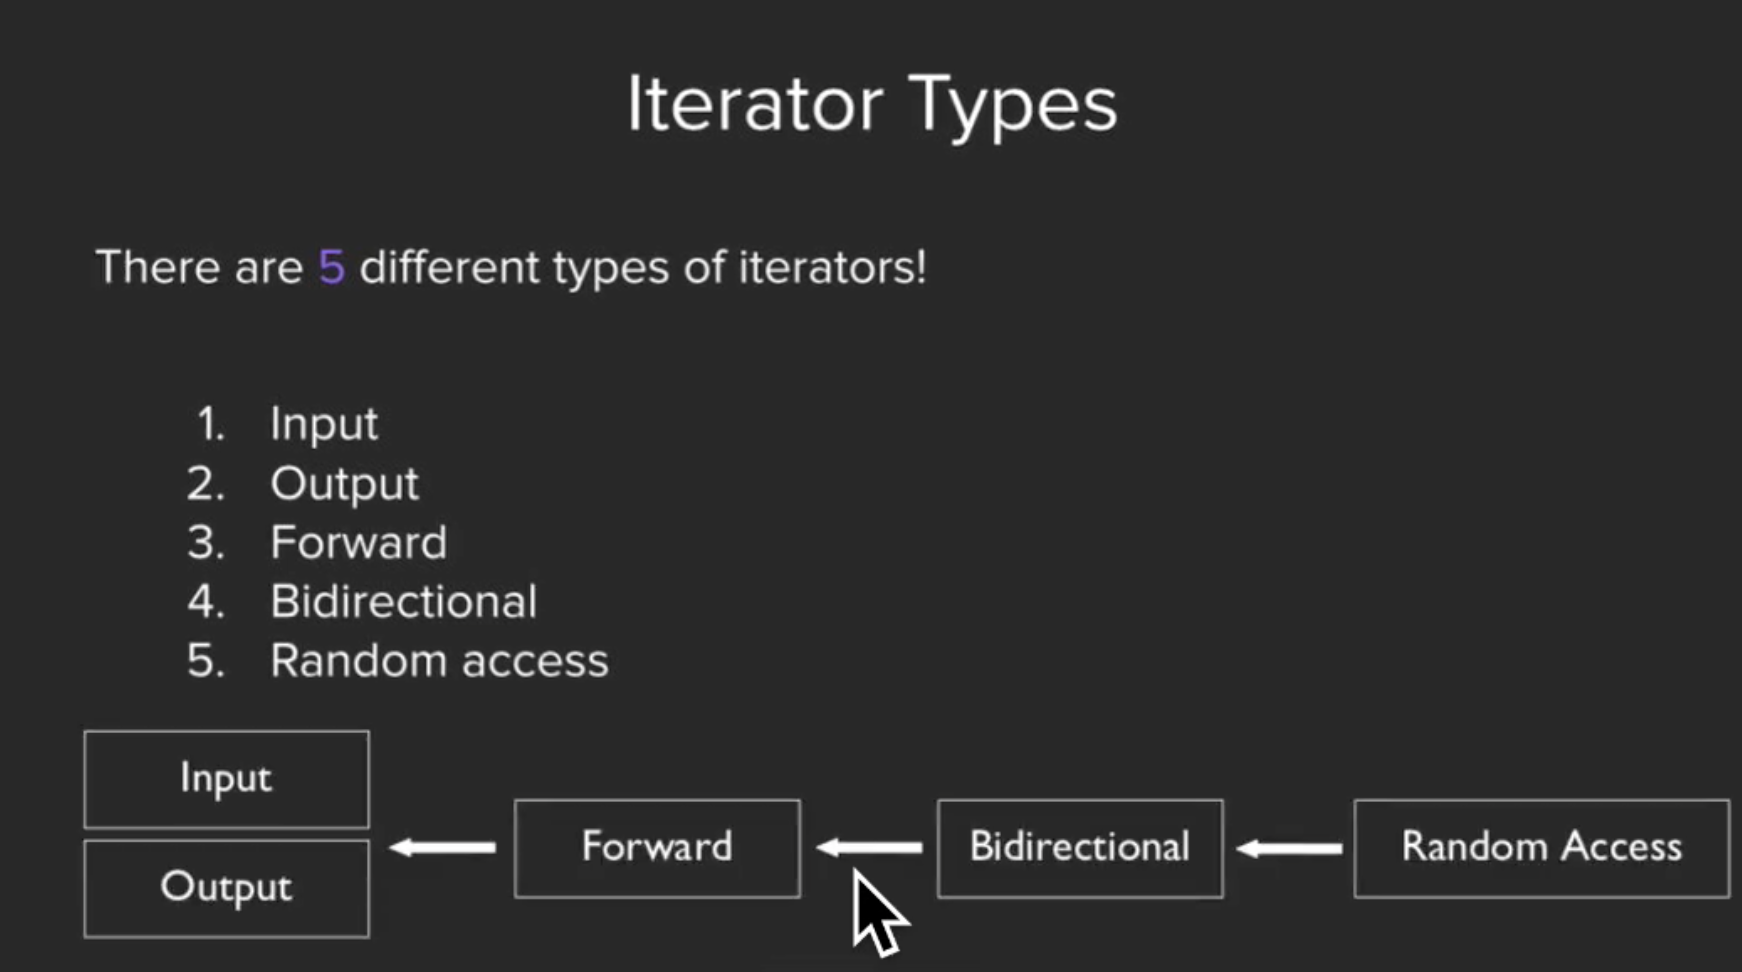 Iterator Types
There are 5 different types of iterators!
1. Input
2. Output
3. Forward
4. Bidirectional
5. Random access
Input
Output
Forward
Bidirectional
Random Access